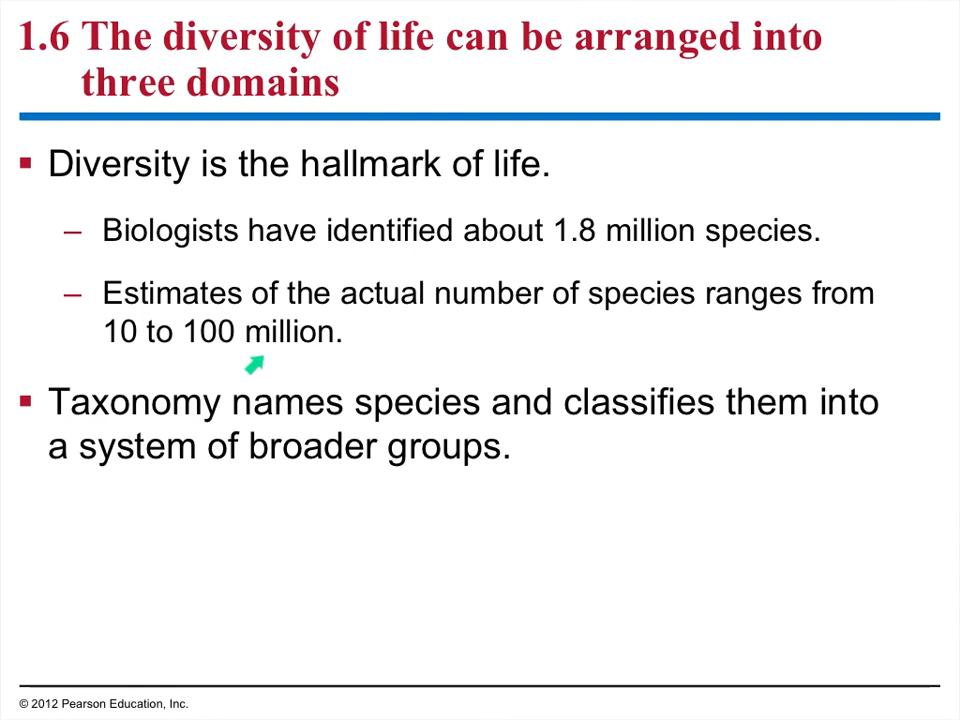 1.6 The diversity of life can be arranged into
three domains
▪ Diversity is the hallmark of life.
– Biologists have identified about 1.8 million species.
– Estimates of the actual number of species ranges from
10 to 100 million.
▪ Taxonomy names species and classifies them into
a system of broader groups.
© 2012 Pearson Education, Inc.